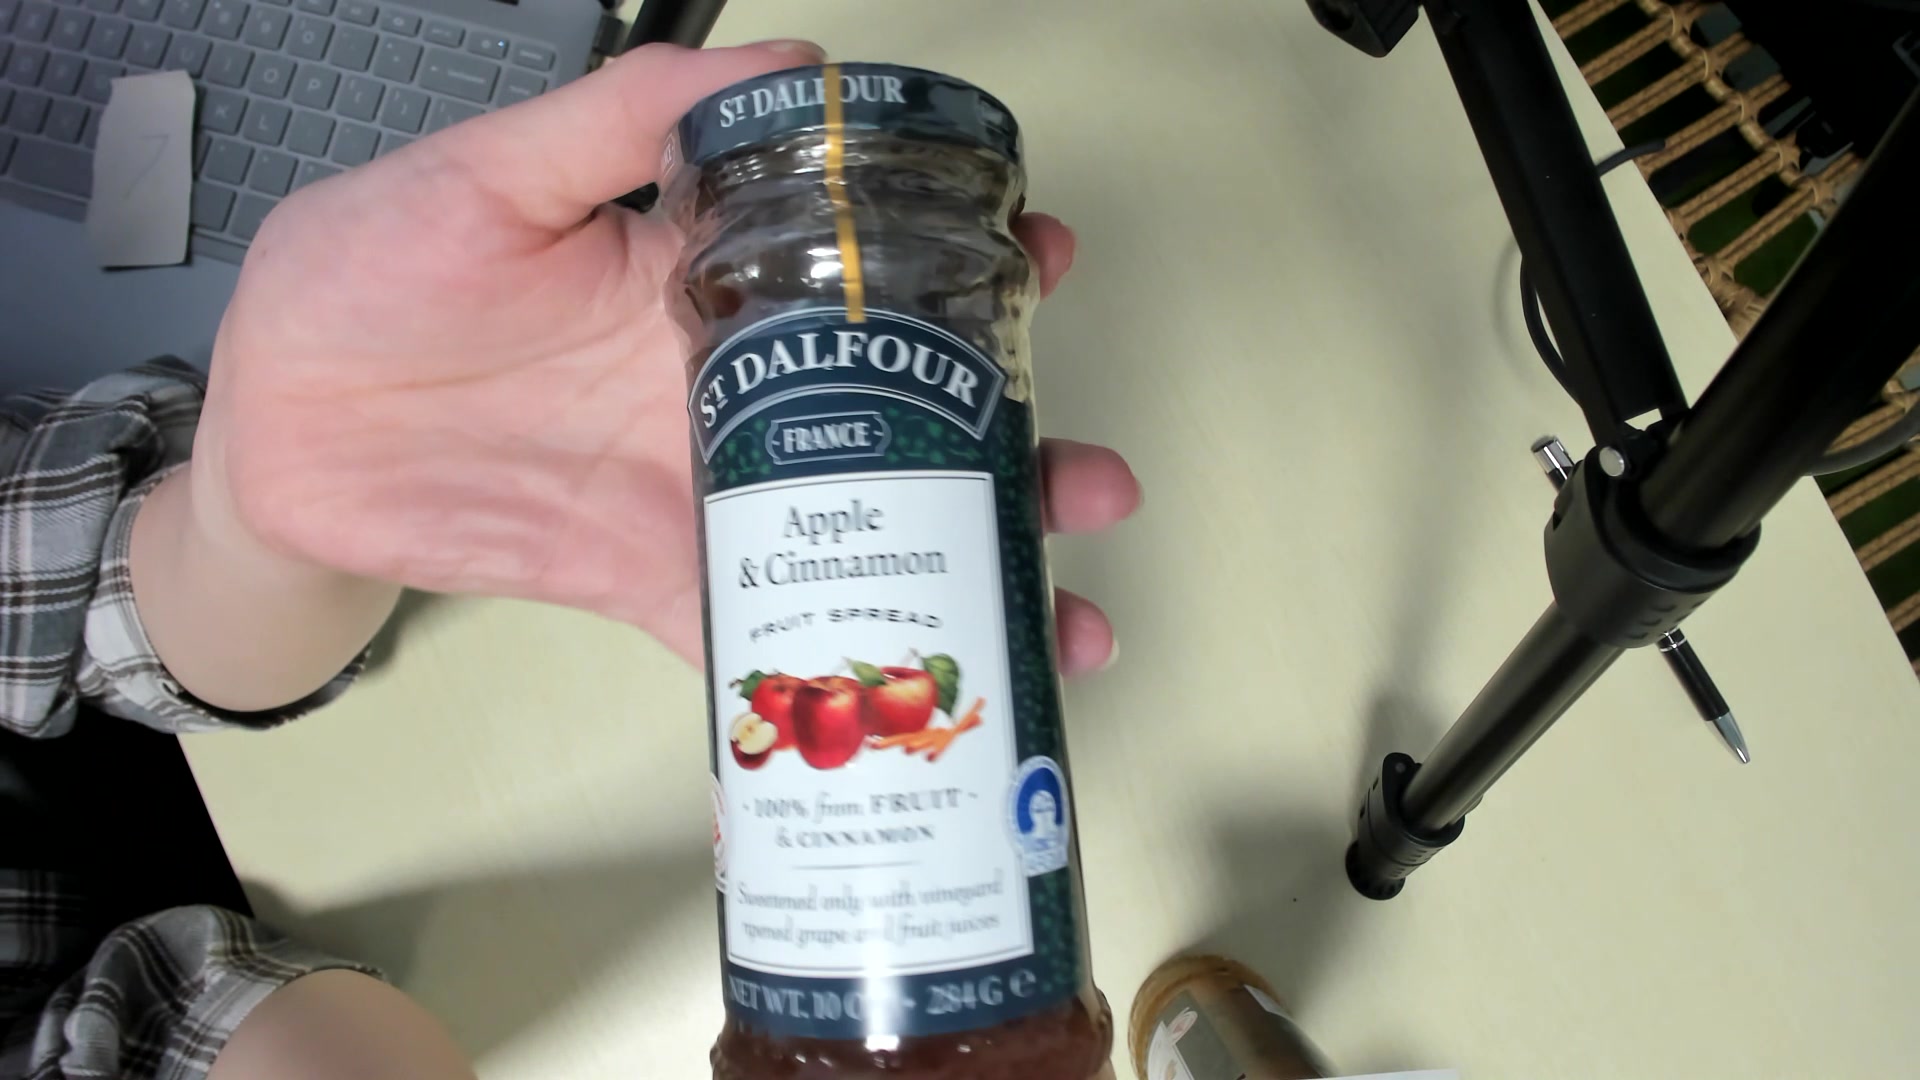 ST DALFOUR
ST DALFOUR
FRANCE
Apple
& Cinnamon
FRUIT SPREAD
100% from FRUIT
& CINNAMON
Sweetened only with vineyard
ripened grape and fruit juices
NET WT. 10 OZ • 284 G e
7